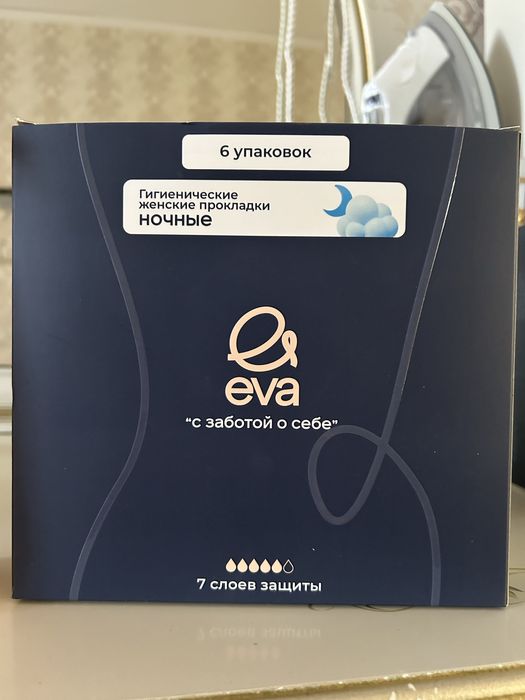 6 упаковок
Гигиенические
женские прокладки
ночные
eva
“с заботой о себе”
7 слоев защиты